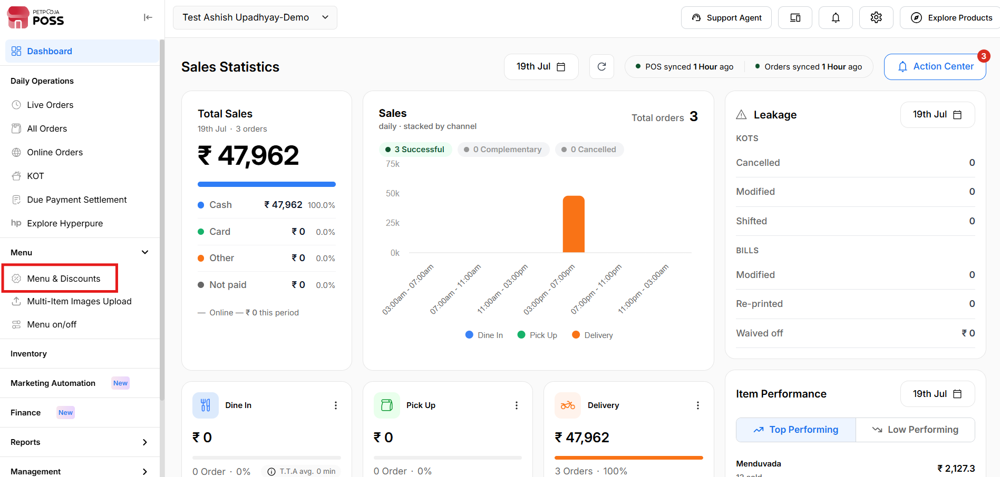 PETPOOJA
POSS
Test Ashish Upadhyay-Demo
Support Agent
Explore Products
Dashboard
Daily Operations
Live Orders
All Orders
Online Orders
KOT
Due Payment Settlement
hp Explore Hyperpure
Menu
Menu & Discounts
Multi-Item Images Upload
Menu on/off
Inventory
Marketing Automation New
Finance New
Reports
Management
Sales Statistics
19th Jul
POS synced 1 Hour ago
Orders synced 1 Hour ago
Action Center
3
Total Sales
19th Jul · 3 orders
₹ 47,962
Cash ₹ 47,962 100.0%
Card ₹ 0 0.0%
Other ₹ 0 0.0%
Not paid ₹ 0 0.0%
— Online — ₹ 0 this period
Sales
daily · stacked by channel
Total orders 3
3 Successful
0 Complementary
0 Cancelled
75k
50k
25k
0k
03:00am - 07:00am
07:00am - 11:00am
11:00am - 03:00pm
03:00pm - 07:00pm
07:00pm - 11:00pm
11:00pm - 03:00am
Dine In
Pick Up
Delivery
Leakage
19th Jul
KOTS
Cancelled 0
Modified 0
Shifted 0
BILLS
Modified 0
Re-printed 0
Waived off ₹ 0
Dine In
₹ 0
0 Order · 0%
T.T.A avg. 0 min
Pick Up
₹ 0
0 Order · 0%
Delivery
₹ 47,962
3 Orders · 100%
Item Performance
19th Jul
Top Performing
Low Performing
Menduvada
₹ 2,127.3